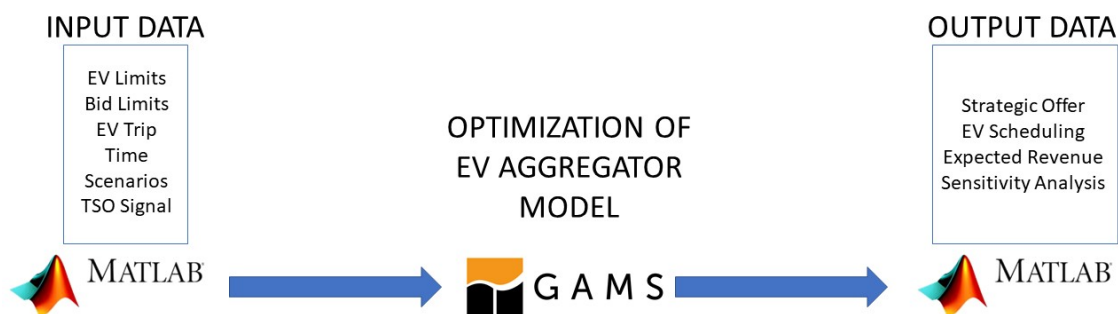 INPUT DATA
EV Limits
Bid Limits
EV Trip
Time
Scenarios
TSO Signal
MATLAB
OPTIMIZATION OF
EV AGGREGATOR
MODEL
GAMS
OUTPUT DATA
Strategic Offer
EV Scheduling
Expected Revenue
Sensitivity Analysis
MATLAB